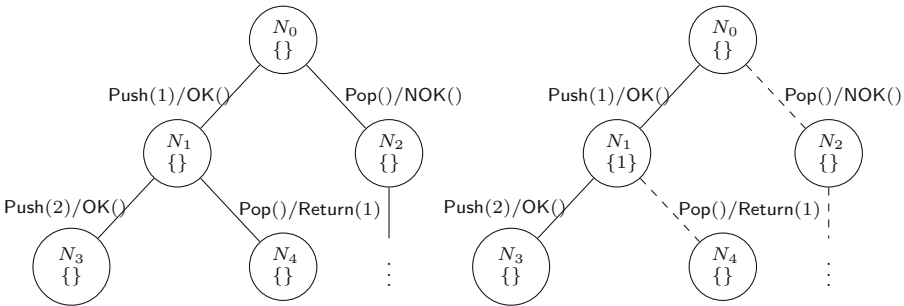 N0
{}
Push(1)/OK()
Pop()/NOK()
N1
{}
N2
{}
Push(2)/OK()
Pop()/Return(1)
N3
{}
N4
{}
⋮
N0
{}
Push(1)/OK()
Pop()/NOK()
N1
{1}
N2
{}
Push(2)/OK()
Pop()/Return(1)
N3
{}
N4
{}
⋮